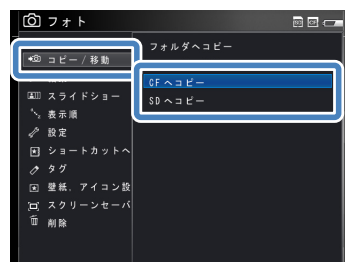 フォト
フォルダへコピー
コピー / 移動
CFへコピー
SDへコピー
スライドショー
表示順
設定
ショートカットへ
タグ
壁紙, アイコン設
スクリーンセーバ
削除